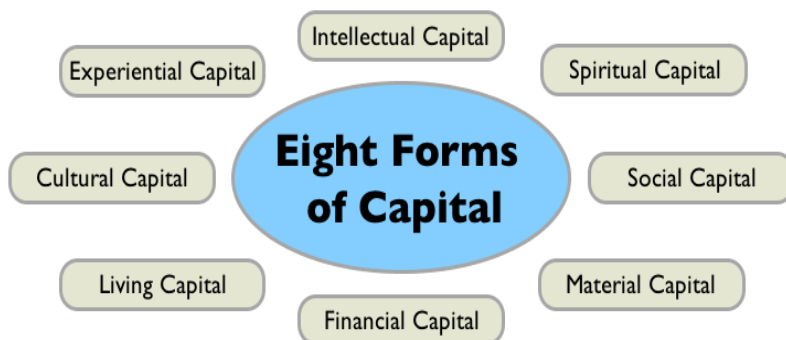 Intellectual Capital
Experiential Capital
Spiritual Capital
Eight Forms
of Capital
Cultural Capital
Social Capital
Living Capital
Material Capital
Financial Capital